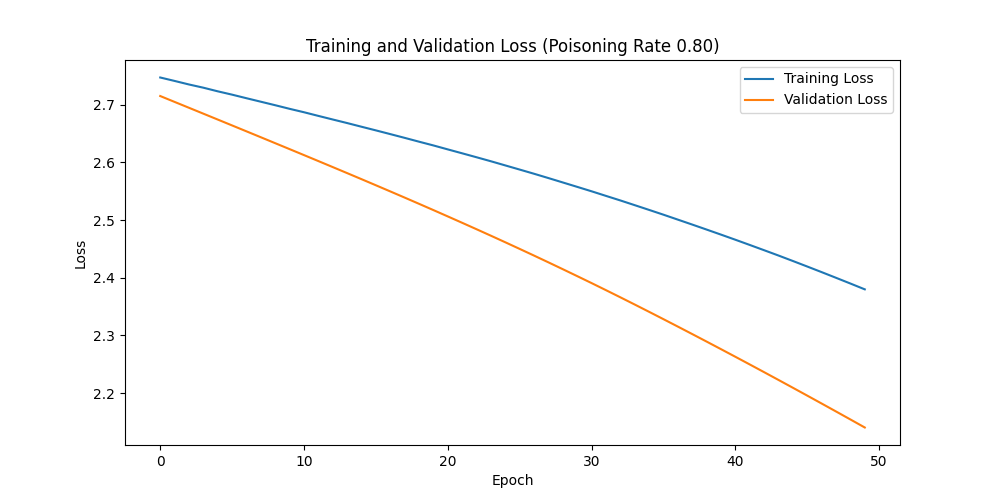 Training and Validation Loss (Poisoning Rate 0.80)
Training Loss
Validation Loss
2.7
2.6
2.5
2.4
2.3
2.2
Loss
0 10 20 30 40 50
Epoch